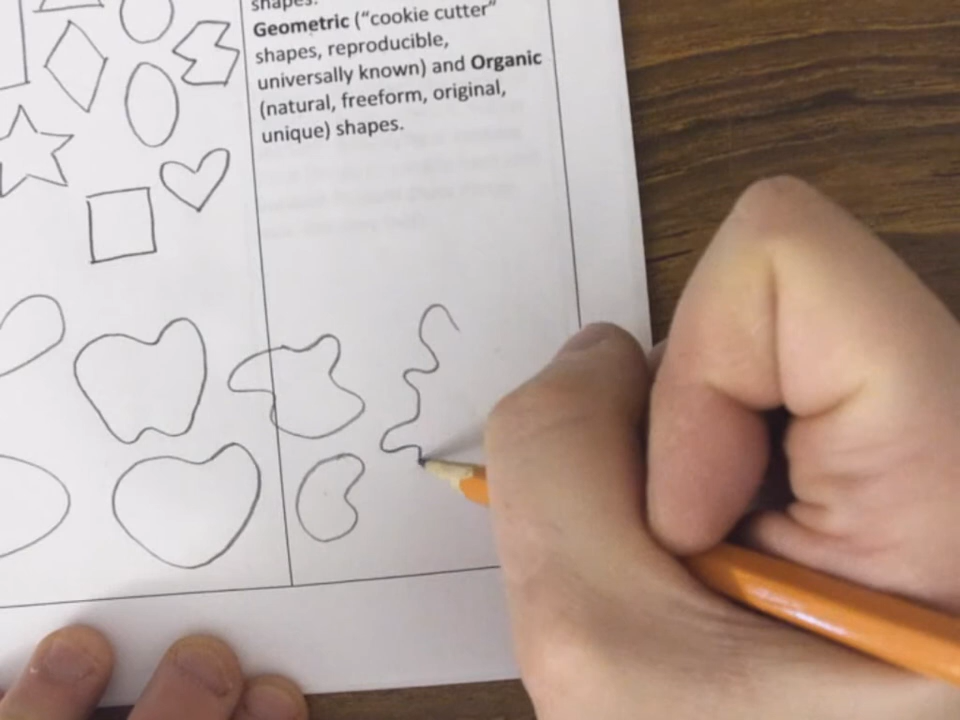 shapes.
Geometric (“cookie cutter”
shapes, reproducible,
universally known) and Organic
(natural, freeform, original,
unique) shapes.